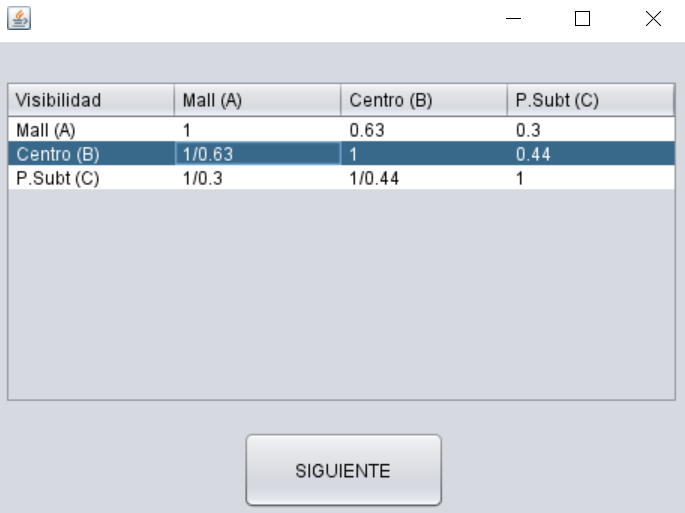 Visibilidad Mall (A) Centro (B) P.Subt (C)
Mall (A) 1 0.63 0.3
Centro (B) 1/0.63 1 0.44
P.Subt (C) 1/0.3 1/0.44 1
SIGUIENTE